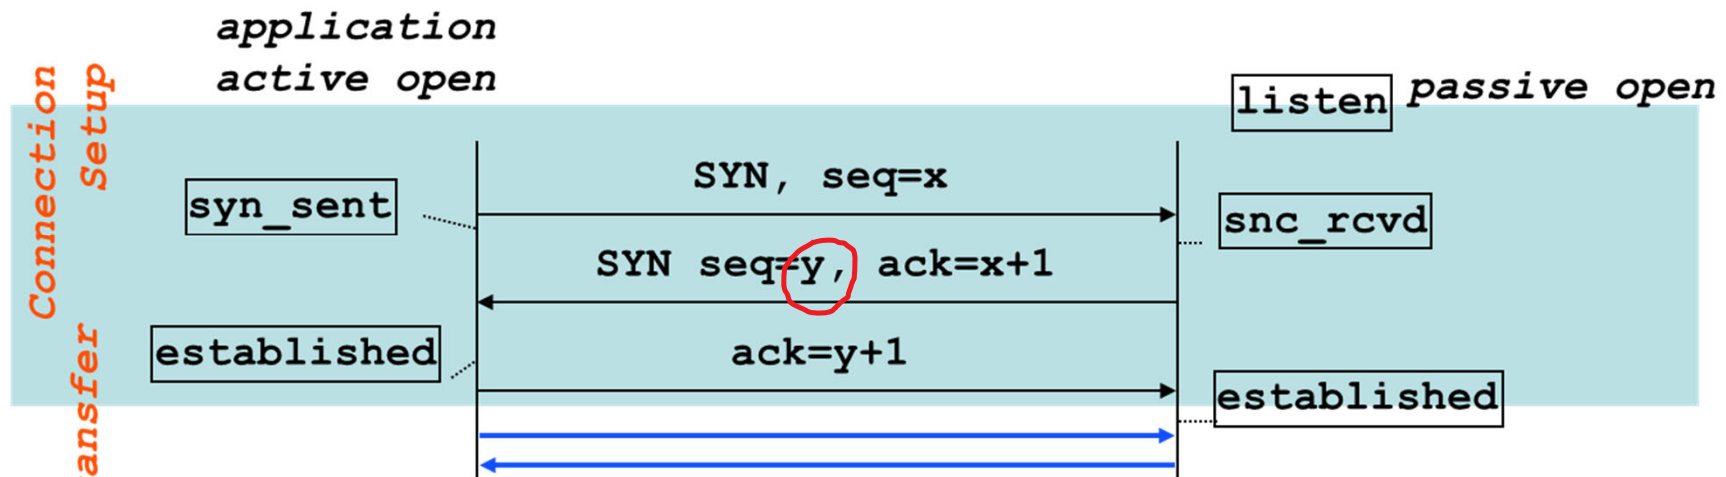 application
active open
Connection
Setup
listen
passive open
SYN, seq=x
syn_sent
snc_rcvd
SYN seq=y, ack=x+1
established
ack=y+1
established
ansfer